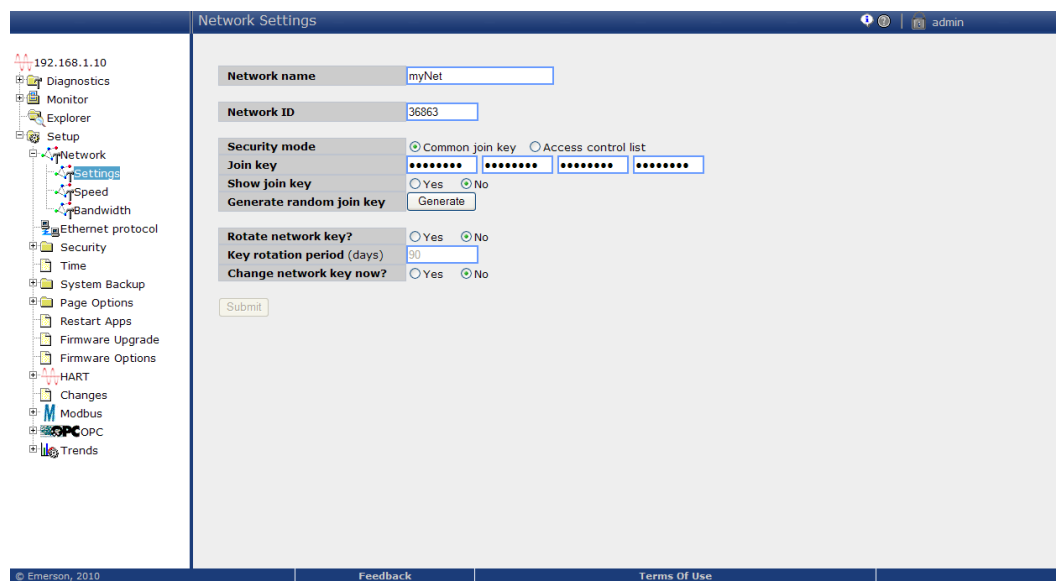 Network Settings
admin
192.168.1.10
Diagnostics
Monitor
Explorer
Setup
Network
Settings
Speed
Bandwidth
Ethernet protocol
Security
Time
System Backup
Page Options
Restart Apps
Firmware Upgrade
Firmware Options
HART
Changes
Modbus
OPC OPC
Trends
Network name myNet
Network ID 36863
Security mode Common join key Access control list
Join key •••••••• •••••••• •••••••• ••••••••
Show join key Yes No
Generate random join key Generate
Rotate network key? Yes No
Key rotation period (days) 90
Change network key now? Yes No
Submit
© Emerson, 2010 Feedback Terms Of Use